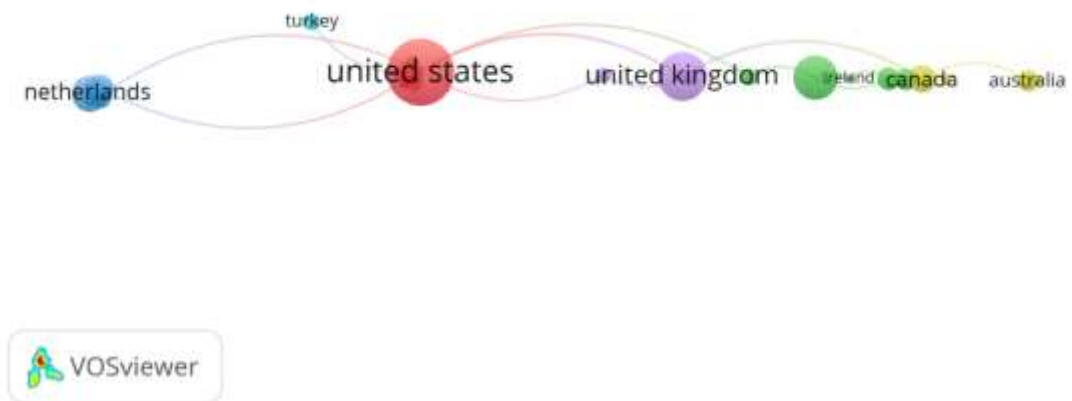 turkey
netherlands
united states
united kingdom
ireland
canada
australia
VOSviewer